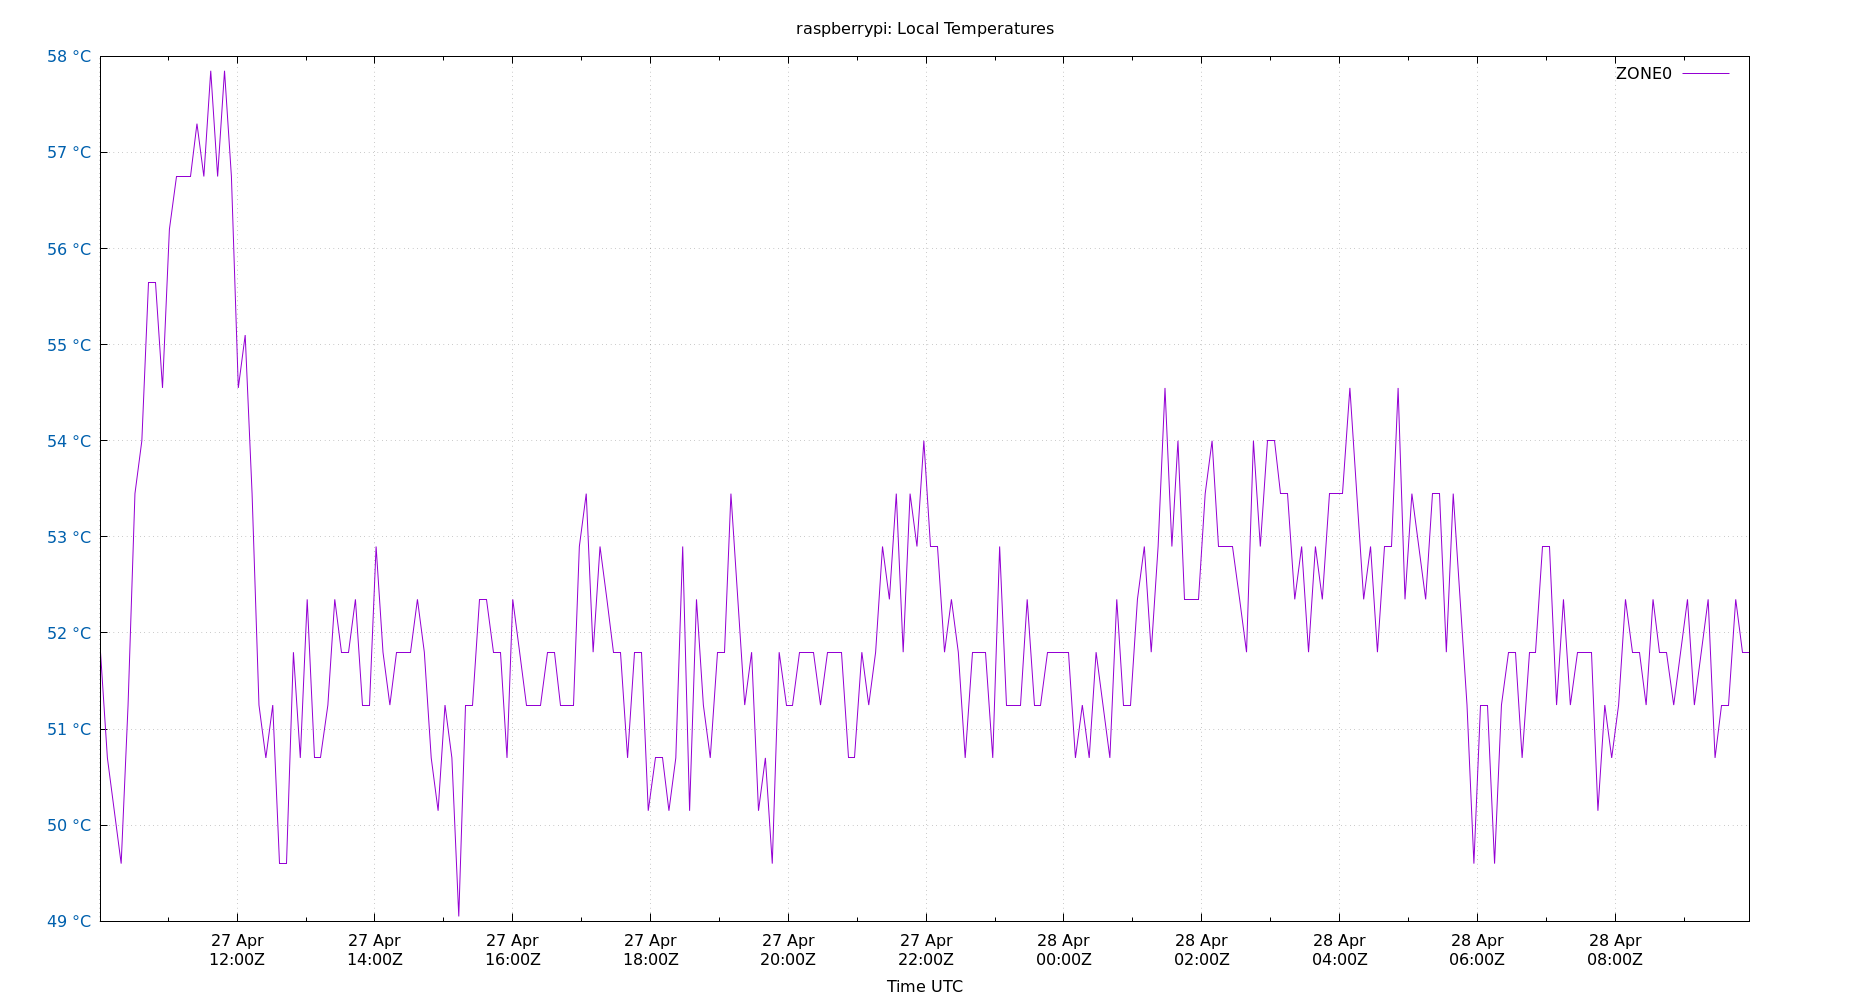 raspberrypi: Local Temperatures
58 °C
ZONE0
57 °C
56 °C
55 °C
54 °C
53 °C
52 °C
51 °C
50 °C
49 °C
27 Apr 27 Apr 27 Apr 27 Apr 27 Apr 27 Apr 28 Apr 28 Apr 28 Apr 28 Apr 28 Apr
12:00Z 14:00Z 16:00Z 18:00Z 20:00Z 22:00Z 00:00Z 02:00Z 04:00Z 06:00Z 08:00Z
Time UTC